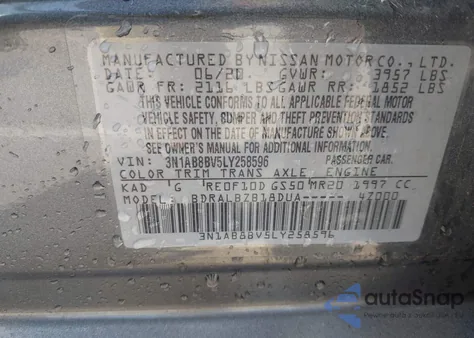 MANUFACTURED BY NISSAN MOTOR CO., LTD.
DATE: 06/20 GVWR: 3957 LBS
GAWR FR: 2116 LBS GAWR RR: 1852 LBS
THIS VEHICLE CONFORMS TO ALL APPLICABLE FEDERAL MOTOR
VEHICLE SAFETY, BUMPER, AND THEFT PREVENTION STANDARDS
IN EFFECT ON THE DATE OF MANUFACTURE SHOWN ABOVE.
SEE OWNER'S MANUAL FOR ADDITIONAL INFORMATION.
VIN: 3N1AB8BV5LY258596 PASSENGER CAR
COLOR TRIM TRANS AXLE ENGINE
KAD G RE0F10D GS50 MR20 1997 CC
MODEL: BDRALBZB18DUA----- 4Z000
3N1AB8BV5LY258596
autoSnap